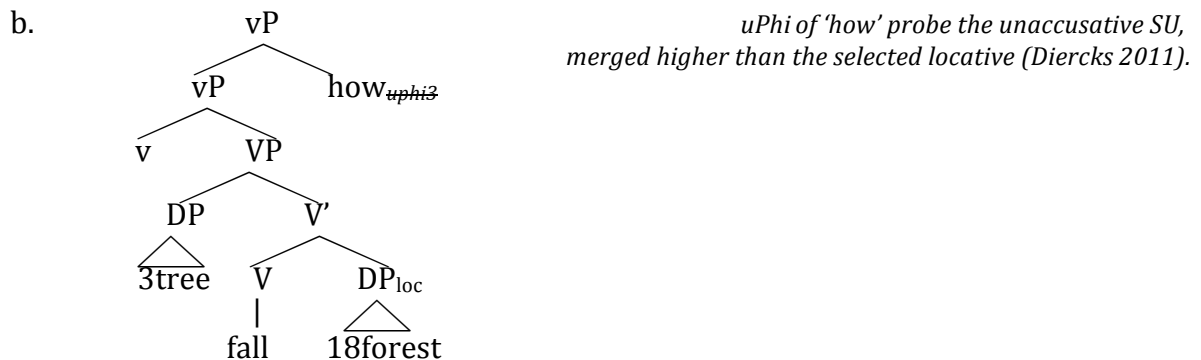 b. vP uPhi of ‘how’ probe the unaccusative SU,
merged higher than the selected locative (Diercks 2011).
vP how uphi3
v VP
DP V’
3tree V DPloc
fall 18forest